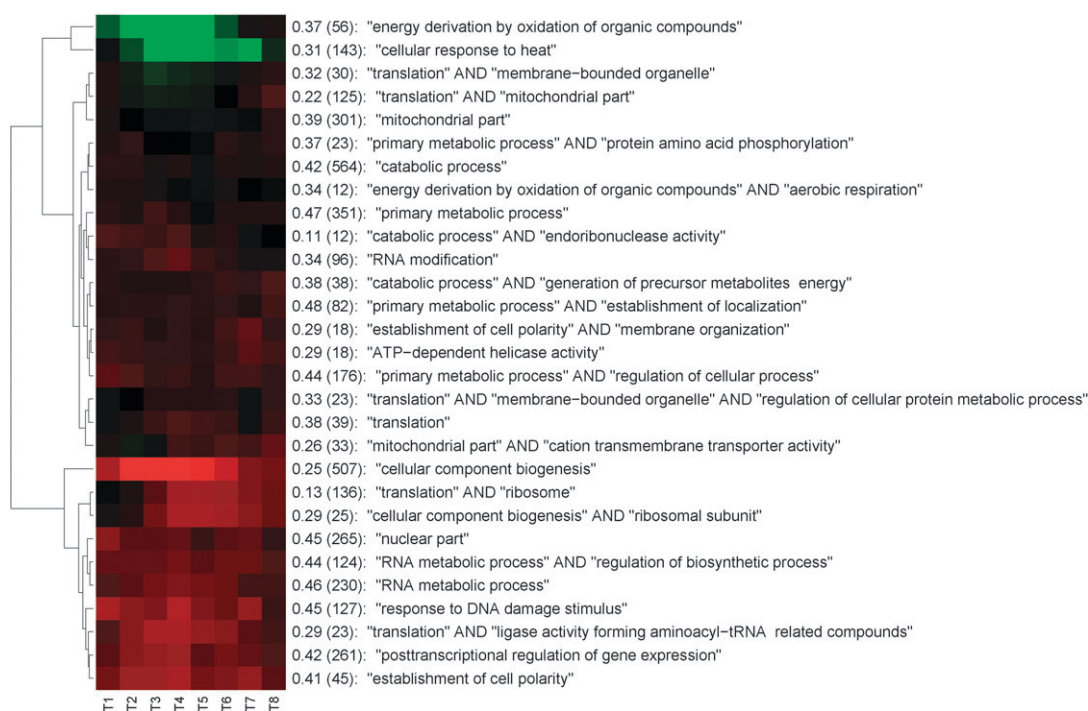 0.37 (56): "energy derivation by oxidation of organic compounds"
0.31 (143): "cellular response to heat"
0.32 (30): "translation" AND "membrane−bounded organelle"
0.22 (125): "translation" AND "mitochondrial part"
0.39 (301): "mitochondrial part"
0.37 (23): "primary metabolic process" AND "protein amino acid phosphorylation"
0.42 (564): "catabolic process"
0.34 (12): "energy derivation by oxidation of organic compounds" AND "aerobic respiration"
0.47 (351): "primary metabolic process"
0.11 (12): "catabolic process" AND "endoribonuclease activity"
0.34 (96): "RNA modification"
0.38 (38): "catabolic process" AND "generation of precursor metabolites energy"
0.48 (82): "primary metabolic process" AND "establishment of localization"
0.29 (18): "establishment of cell polarity" AND "membrane organization"
0.29 (18): "ATP−dependent helicase activity"
0.44 (176): "primary metabolic process" AND "regulation of cellular process"
0.33 (23): "translation" AND "membrane−bounded organelle" AND "regulation of cellular protein metabolic process"
0.38 (39): "translation"
0.26 (33): "mitochondrial part" AND "cation transmembrane transporter activity"
0.25 (507): "cellular component biogenesis"
0.13 (136): "translation" AND "ribosome"
0.29 (25): "cellular component biogenesis" AND "ribosomal subunit"
0.45 (265): "nuclear part"
0.44 (124): "RNA metabolic process" AND "regulation of biosynthetic process"
0.46 (230): "RNA metabolic process"
0.45 (127): "response to DNA damage stimulus"
0.29 (23): "translation" AND "ligase activity forming aminoacyl−tRNA related compounds"
0.42 (261): "posttranscriptional regulation of gene expression"
0.41 (45): "establishment of cell polarity"
T1 T2 T3 T4 T5 T6 T7 T8